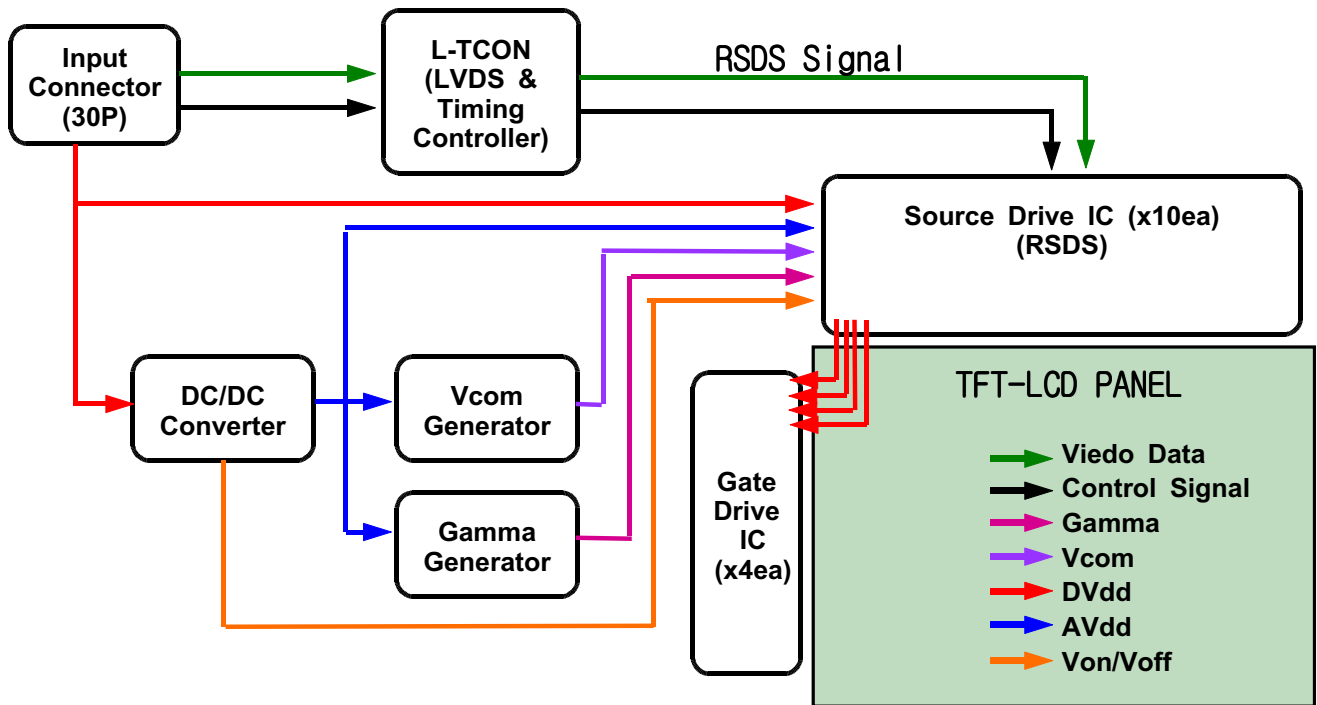 Input
Connector
(30P)
L-TCON
(LVDS &
Timing
Controller)
RSDS Signal
Source Drive IC (x10ea)
(RSDS)
DC/DC
Converter
Vcom
Generator
Gamma
Generator
Gate
Drive
IC
(x4ea)
TFT-LCD PANEL
Viedo Data
Control Signal
Gamma
Vcom
DVdd
AVdd
Von/Voff